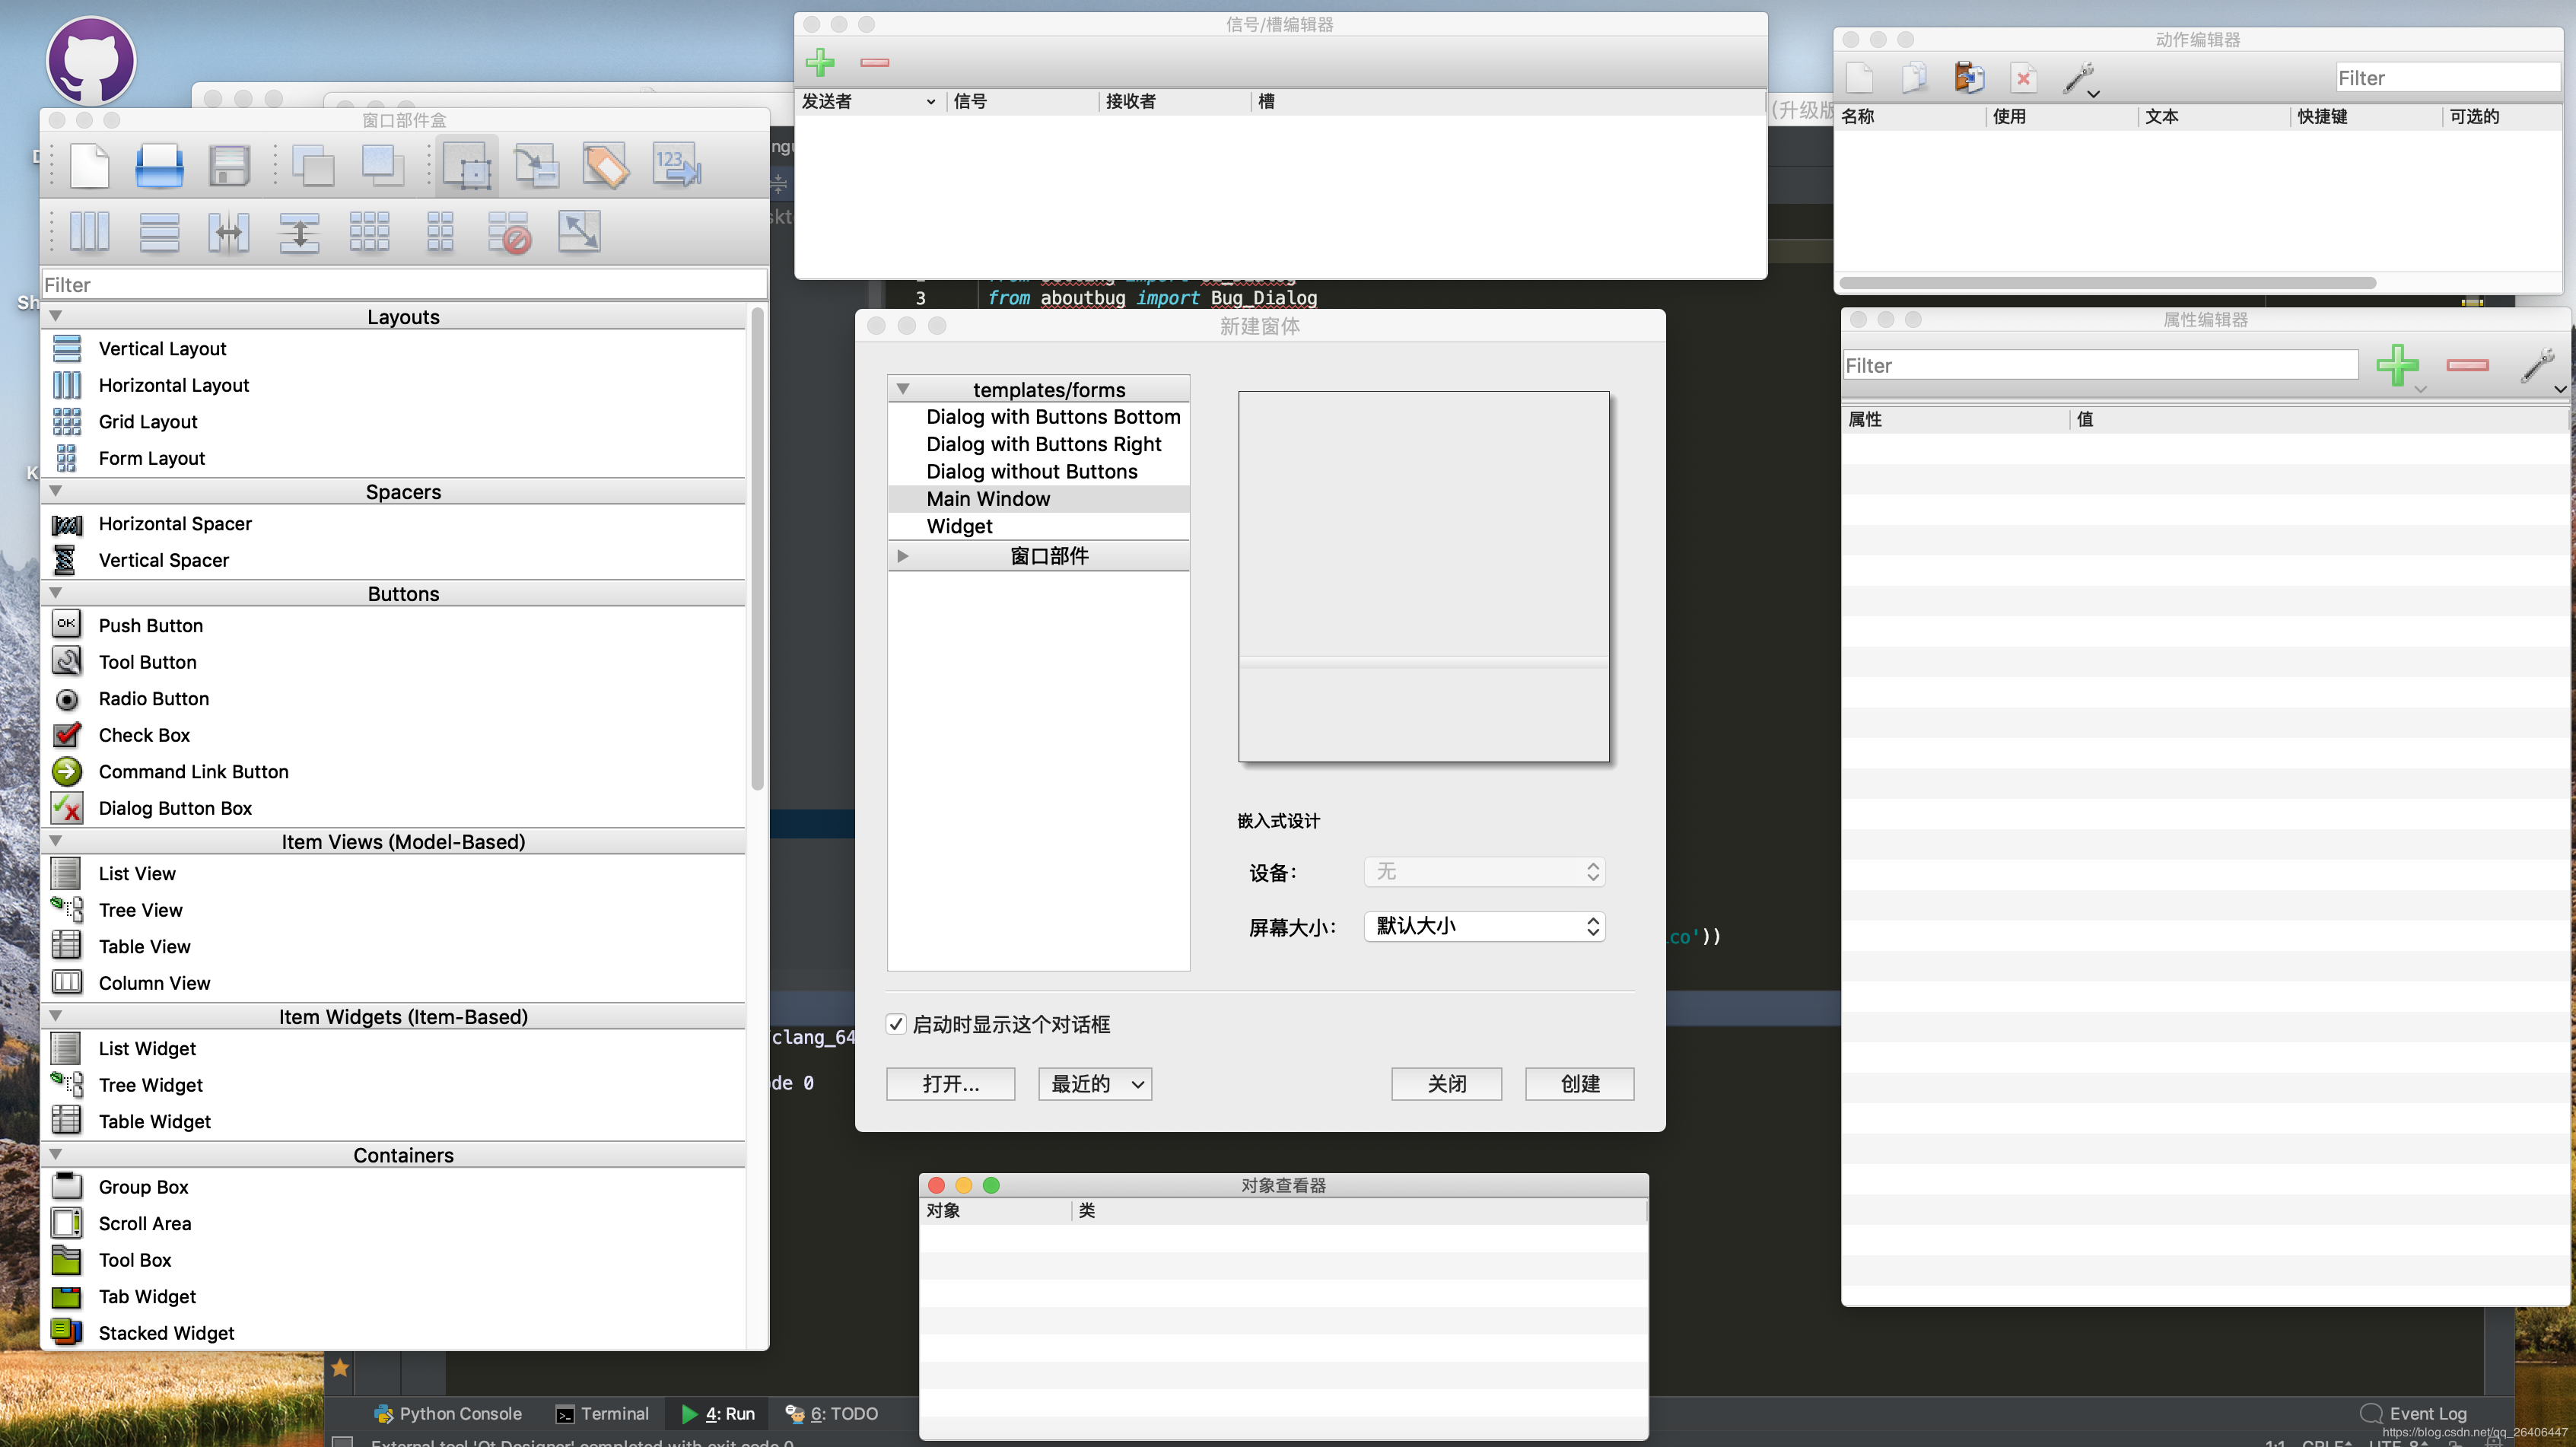 信号/槽编辑器
发送者 信号 接收者 槽
动作编辑器
Filter
名称 使用 文本 快捷键 可选的
(升级版
窗口部件盒
Filter
Layouts
Vertical Layout
Horizontal Layout
Grid Layout
Form Layout
Spacers
Horizontal Spacer
Vertical Spacer
Buttons
OK
Push Button
Tool Button
Radio Button
Check Box
Command Link Button
Dialog Button Box
Item Views (Model-Based)
List View
Tree View
Table View
Column View
Item Widgets (Item-Based)
List Widget
Tree Widget
Table Widget
Containers
Group Box
Scroll Area
Tool Box
Tab Widget
Stacked Widget
123
3 from aboutbug import Bug_Dialog
新建窗体
templates/forms
Dialog with Buttons Bottom
Dialog with Buttons Right
Dialog without Buttons
Main Window
Widget
窗口部件
嵌入式设计
设备: 无
屏幕大小: 默认大小
启动时显示这个对话框
打开... 最近的 关闭 创建
ico'))
clang_64
de 0
属性编辑器
Filter
属性 值
对象查看器
对象 类
Python Console Terminal 4: Run 6: TODO Event Log
External tool 'Qt Designer' completed with exit code 0
https://blog.csdn.net/qq_26406447